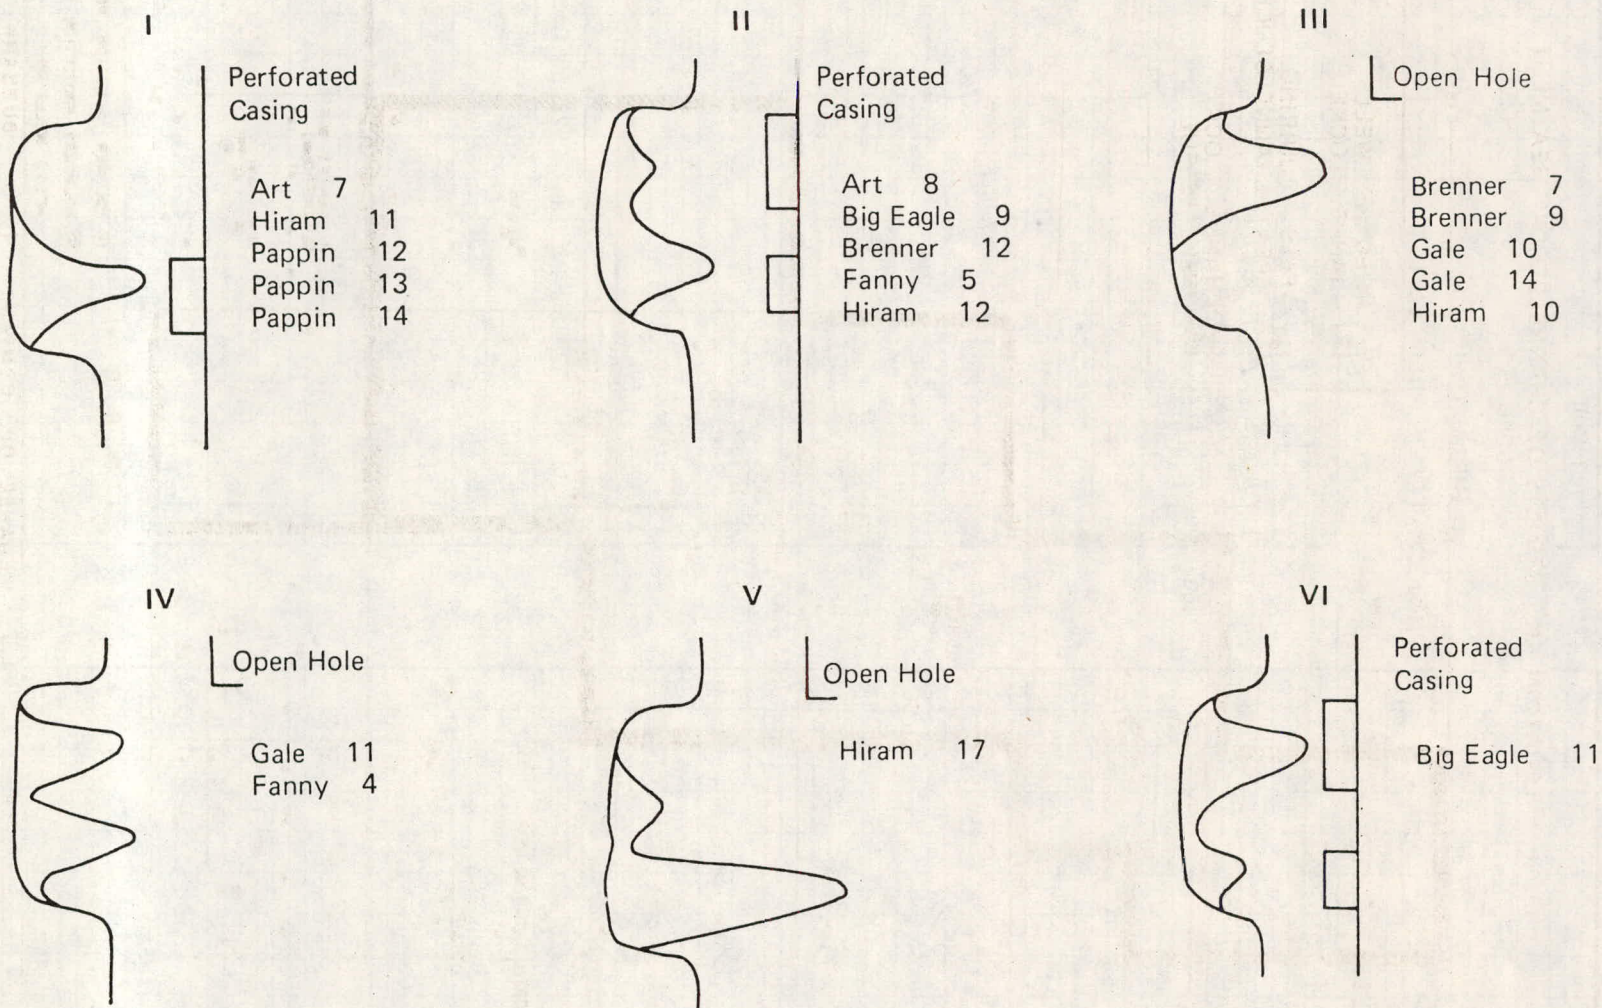 I
Perforated
Casing
Art 7
Hiram 11
Pappin 12
Pappin 13
Pappin 14
II
Perforated
Casing
Art 8
Big Eagle 9
Brenner 12
Fanny 5
Hiram 12
III
Open Hole
Brenner 7
Brenner 9
Gale 10
Gale 14
Hiram 10
IV
Open Hole
Gale 11
Fanny 4
V
Open Hole
Hiram 17
VI
Perforated
Casing
Big Eagle 11